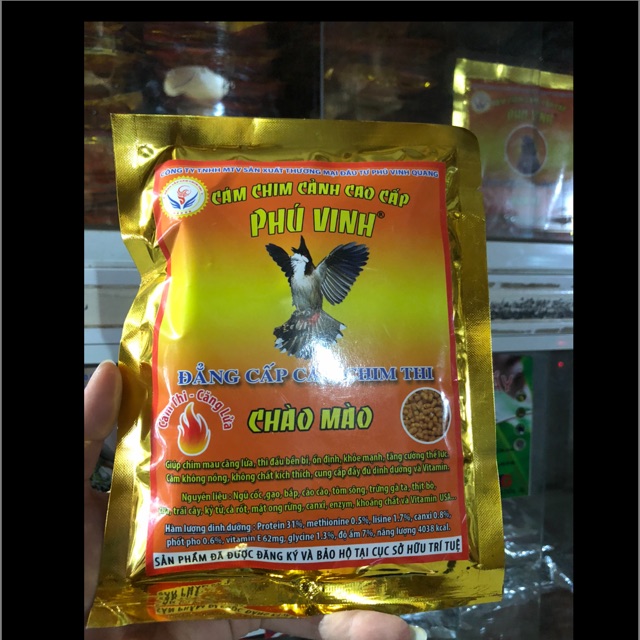 CÔNG TY TNHH MTV SẢN XUẤT THƯƠNG MẠI ĐẦU TƯ PHÚ VINH QUANG
CÁM CHIM CẢNH CAO CẤP
PHÚ VINH®
ĐẲNG CẤP CÁM CHIM THI
Cám Thi - Căng Lửa
CHÀO MÀO
Giúp chim mau căng lửa, thi đấu bền bỉ, ổn định, khỏe mạnh, tăng cường thể lực.
Cám không nóng, không chất kích thích, cung cấp đầy đủ dinh dưỡng và Vitamin.
Nguyên liệu : Ngũ cốc, gạo, bắp, cào cào, tôm sông, trứng gà ta, thịt bò,
trái cây, kỷ tử, cà rốt, mật ong rừng, canxi, enzym, khoáng chất và Vitamin USA...
Hàm lượng dinh dưỡng - Protein 31%, methionine 0.5%, lisine 1.7%, canxi 0.8%,
phốt pho 0.6%, vitamin E 62mg, glycine 1.3%, độ ẩm 7%, năng lượng 4038 kcal.
SẢN PHẨM ĐÃ ĐƯỢC ĐĂNG KÝ VÀ BẢO HỘ TẠI CỤC SỞ HỮU TRÍ TUỆ
PHÚ VINH